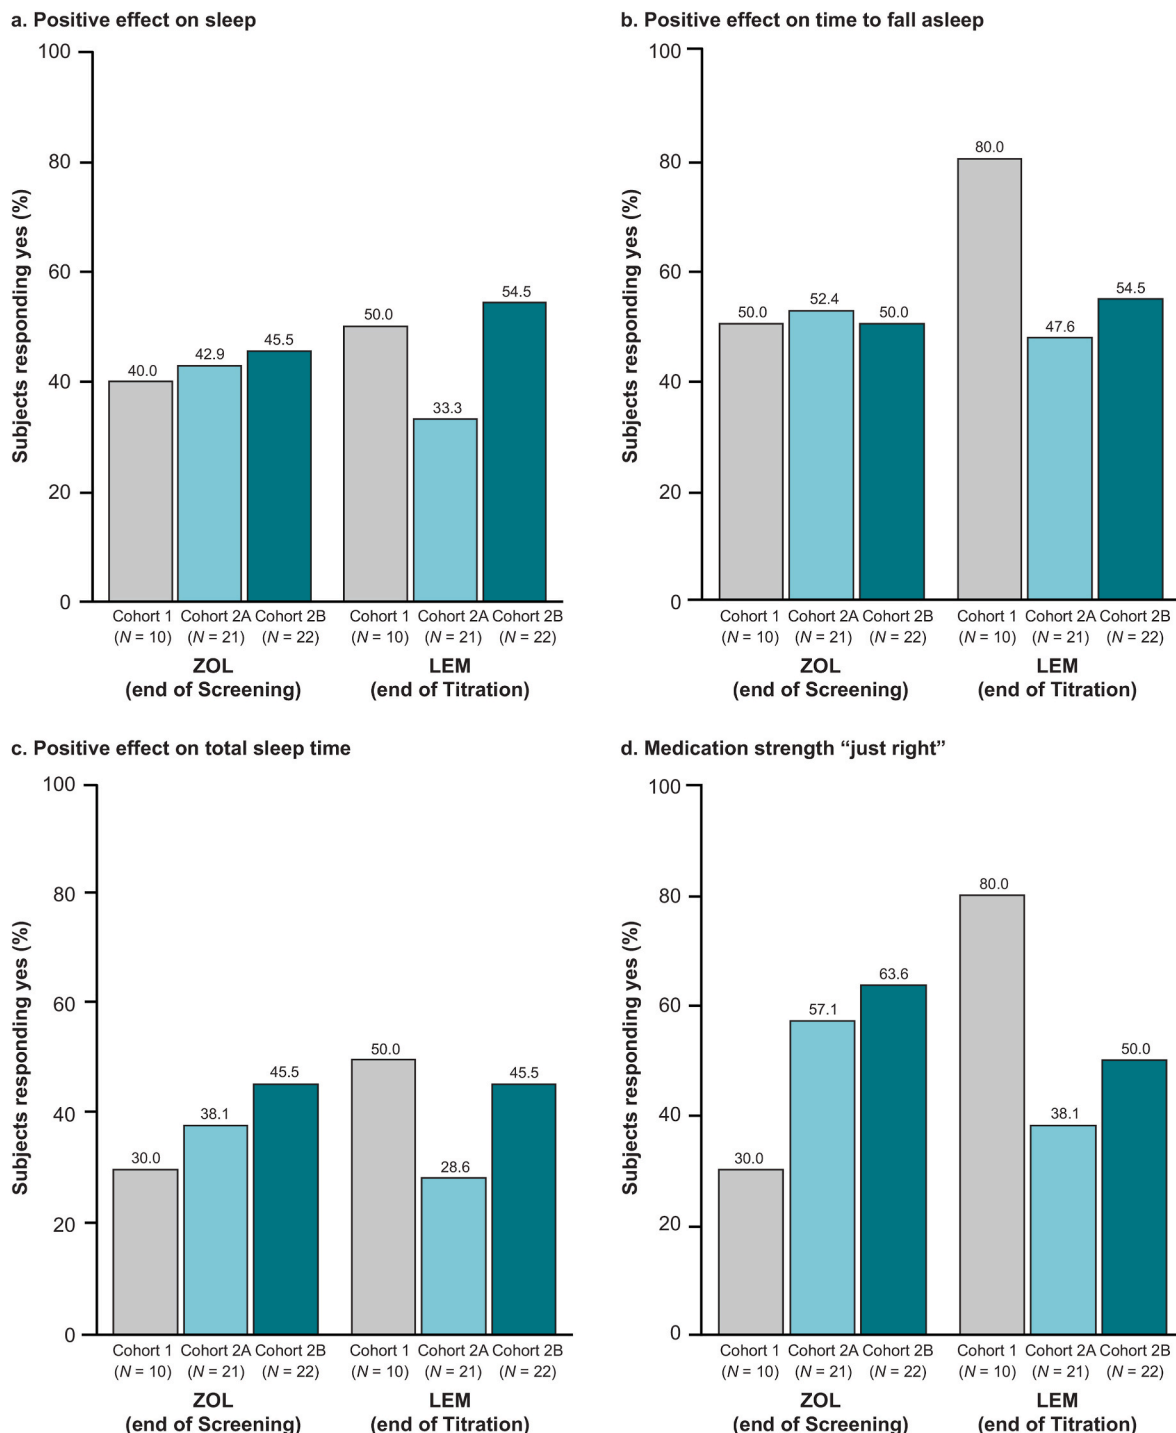 a. Positive effect on sleep
Subjects responding yes (%)
100
80
60
40
20
0
40.0
42.9
45.5
50.0
33.3
54.5
Cohort 1 Cohort 2A Cohort 2B Cohort 1 Cohort 2A Cohort 2B
(N = 10) (N = 21) (N = 22) (N = 10) (N = 21) (N = 22)
ZOL LEM
(end of Screening) (end of Titration)
b. Positive effect on time to fall asleep
Subjects responding yes (%)
100
80
60
40
20
0
50.0
52.4
50.0
80.0
47.6
54.5
Cohort 1 Cohort 2A Cohort 2B Cohort 1 Cohort 2A Cohort 2B
(N = 10) (N = 21) (N = 22) (N = 10) (N = 21) (N = 22)
ZOL LEM
(end of Screening) (end of Titration)
c. Positive effect on total sleep time
Subjects responding yes (%)
100
80
60
40
20
0
30.0
38.1
45.5
50.0
28.6
45.5
Cohort 1 Cohort 2A Cohort 2B Cohort 1 Cohort 2A Cohort 2B
(N = 10) (N = 21) (N = 22) (N = 10) (N = 21) (N = 22)
ZOL LEM
(end of Screening) (end of Titration)
d. Medication strength “just right”
Subjects responding yes (%)
100
80
60
40
20
0
30.0
57.1
63.6
80.0
38.1
50.0
Cohort 1 Cohort 2A Cohort 2B Cohort 1 Cohort 2A Cohort 2B
(N = 10) (N = 21) (N = 22) (N = 10) (N = 21) (N = 22)
ZOL LEM
(end of Screening) (end of Titration)